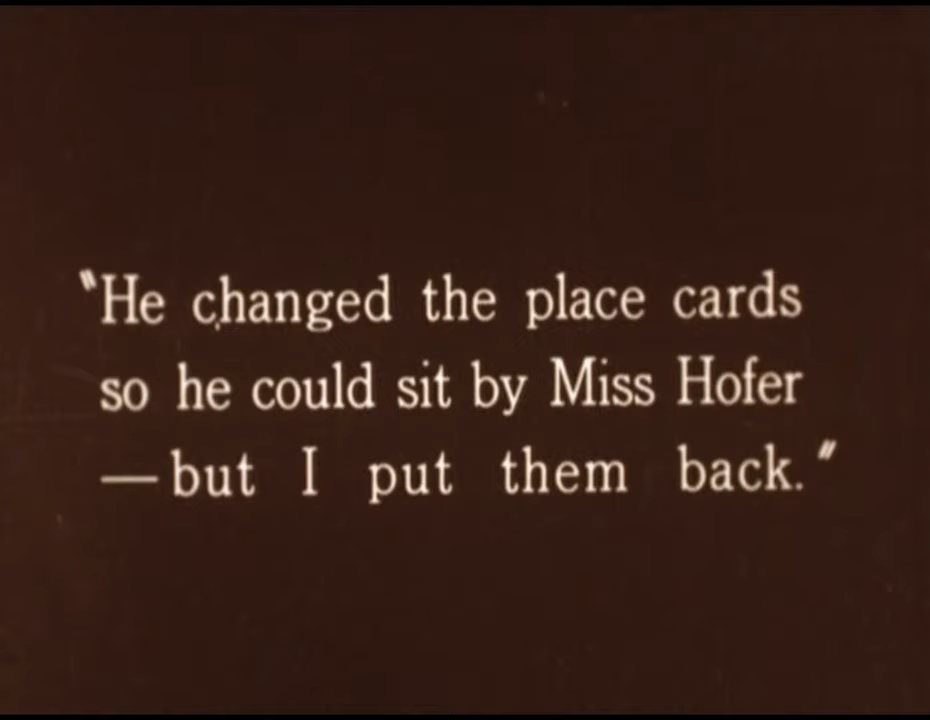 "He changed the place cards
so he could sit by Miss Hofer
—but I put them back."